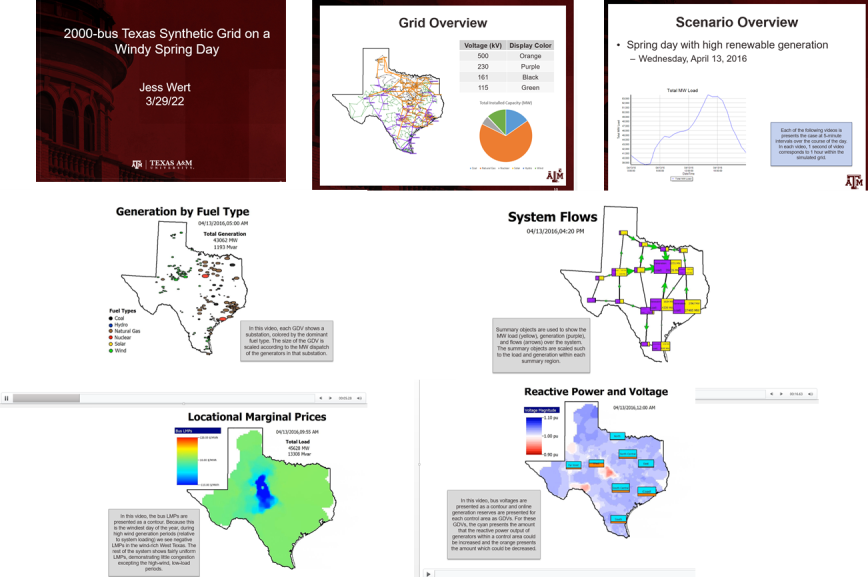 2000-bus Texas Synthetic Grid on a
Windy Spring Day
Jess Wert
3/29/22
TEXAS A&M
UNIVERSITY
Grid Overview
Voltage (kV) Display Color
500 Orange
230 Purple
161 Black
115 Green
Total Installed Capacity (MW)
Scenario Overview
• Spring day with high renewable generation
– Wednesday, April 13, 2016
Total MW Load
Each of the following videos is
presents the case at 5-minute
intervals over the course of the day.
In each video, 1 second of video
corresponds to 1 hour within the
simulated grid.
Generation by Fuel Type
04/13/2016,05:00 AM
Total Generation
43062 MW
1193 Mvar
Fuel Types
Coal
Hydro
Natural Gas
Nuclear
Solar
Wind
In this video, each GDV shows a
substation, colored by the dominant
fuel type. The size of the GDV is
scaled according to the MW dispatch
of the generators in that substation.
System Flows
04/13/2016,04:20 PM
Summary objects are used to show the
MW load (yellow), generation (purple),
and flows (arrows) over the system.
The summary objects are scaled such
to the load and generation within each
summary region.
Locational Marginal Prices
Bus LMPs
04/13/2016,09:55 AM
Total Load
45628 MW
13308 Mvar
In this video, the bus LMPs are
presented as a contour. Because this
is the windiest day of the year, during
high wind generation periods (relative
to system loading) we see negative
LMPs in the wind-rich West Texas. The
rest of the system shows fairly uniform
LMPs, demonstrating little congestion
excepting the high-wind, low-load
periods.
Reactive Power and Voltage
Voltage Magnitude
1.10 pu
1.00 pu
0.90 pu
04/13/2016,12:00 AM
In this video, bus voltages are
presented as a contour and online
generation reserves are presented for
each control area as GDVs. For these
GDVs, the cyan presents the amount
that the reactive power output of
generators within a control area could
be increased and the orange presents
the amount which could be decreased.